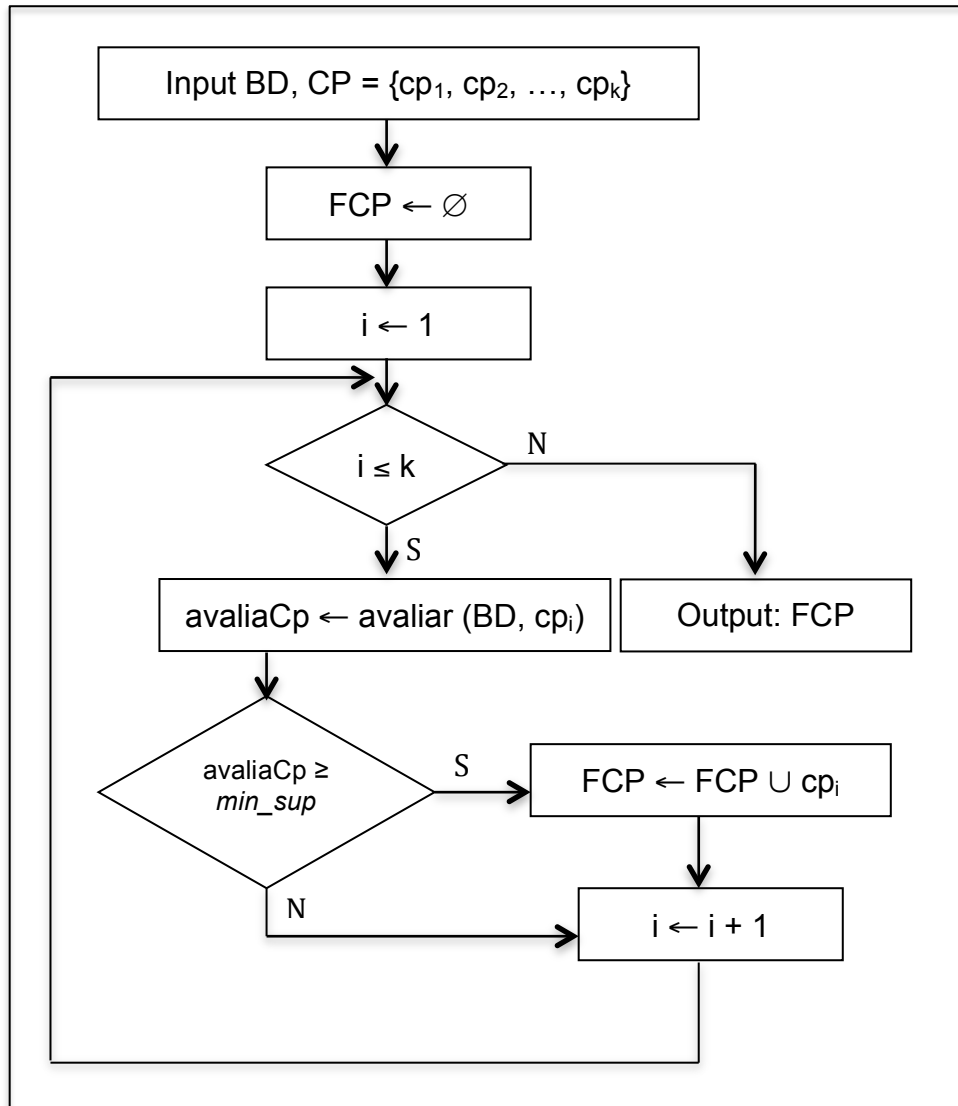 Input BD, CP = {cp₁, cp₂, …, cpₖ}
FCP ← ∅
i ← 1
i ≤ k
N
S
avaliaCp ← avaliar (BD, cpᵢ)
Output: FCP
avaliaCp ≥
min_sup
S
FCP ← FCP ∪ cpᵢ
N
i ← i + 1